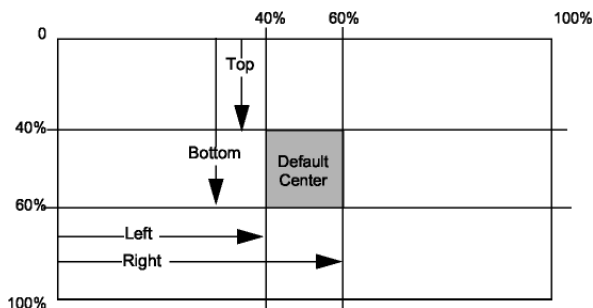 40% 60% 100%
0
Top
40%
Bottom
Default
Center
60%
Left
Right
100%